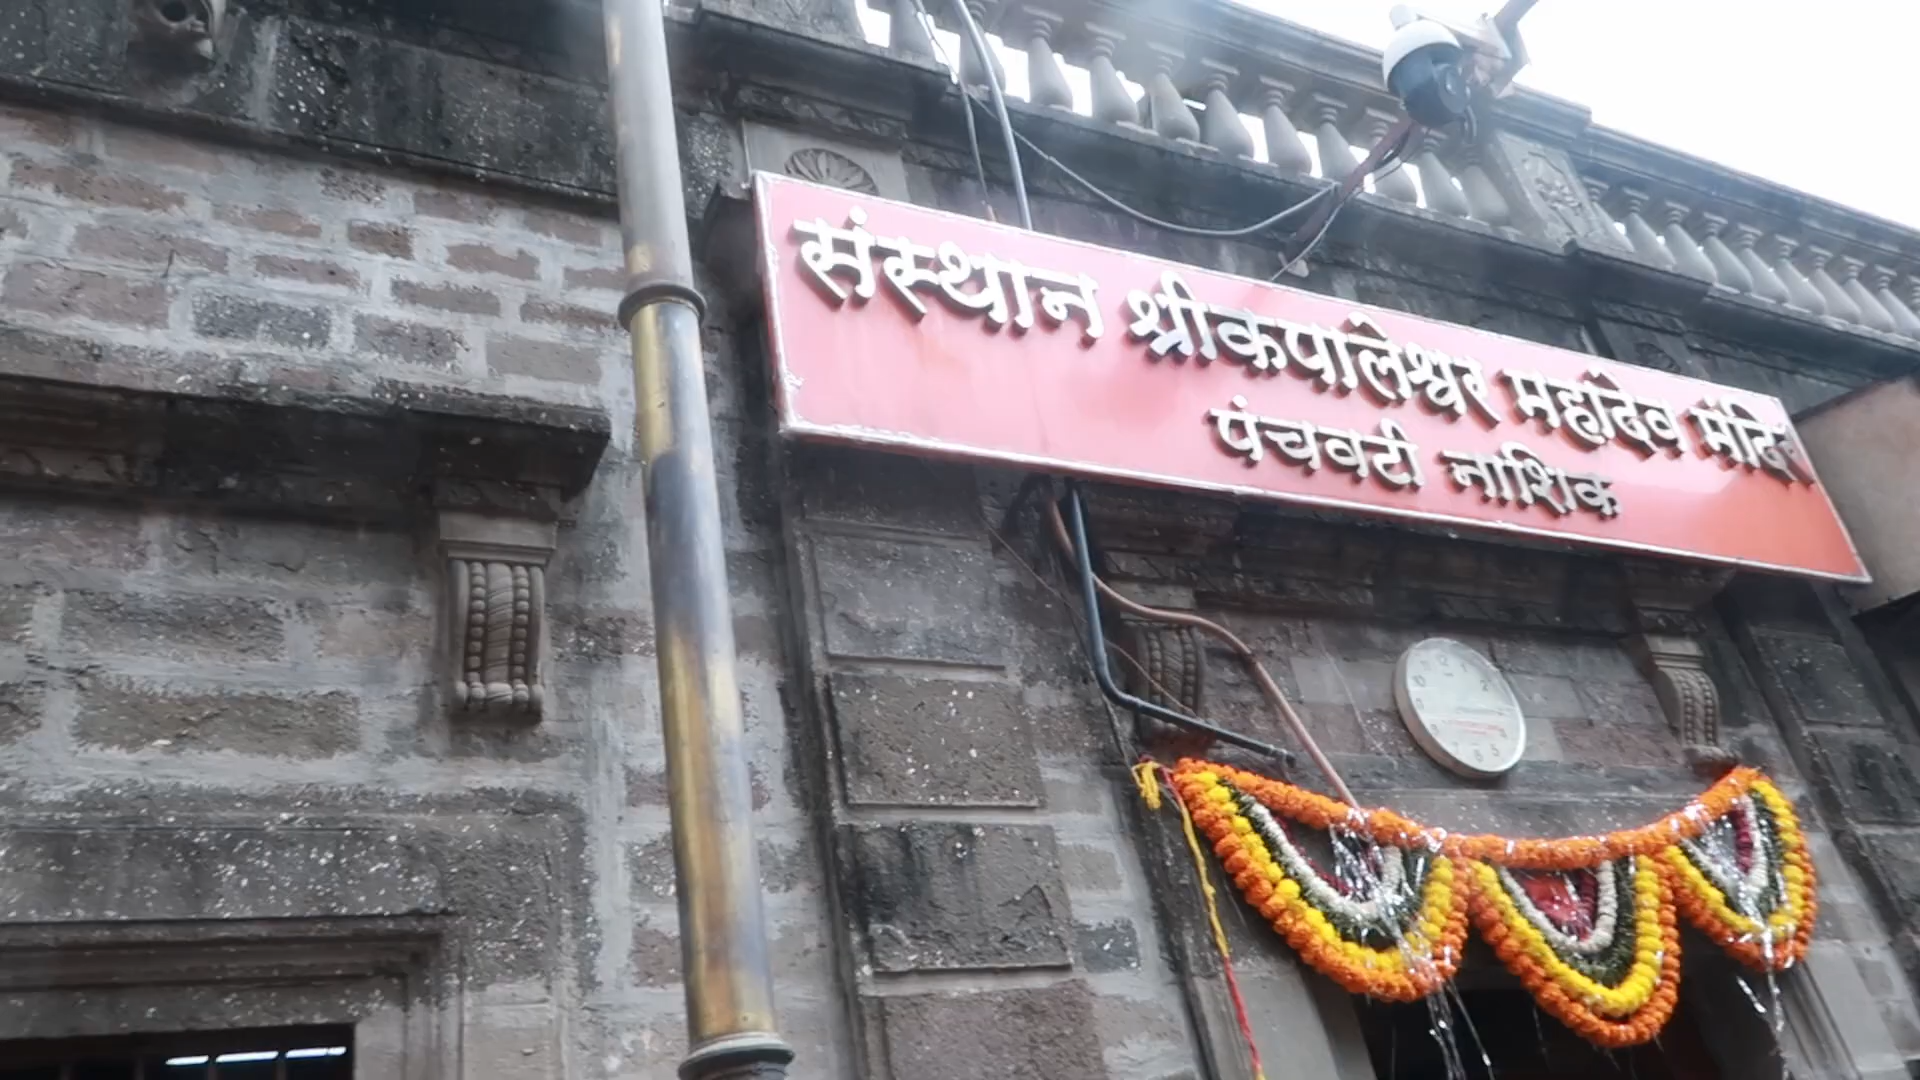 संस्थान श्रीकपालेश्वर महादेव मंदिर
पंचवटी नाशिक